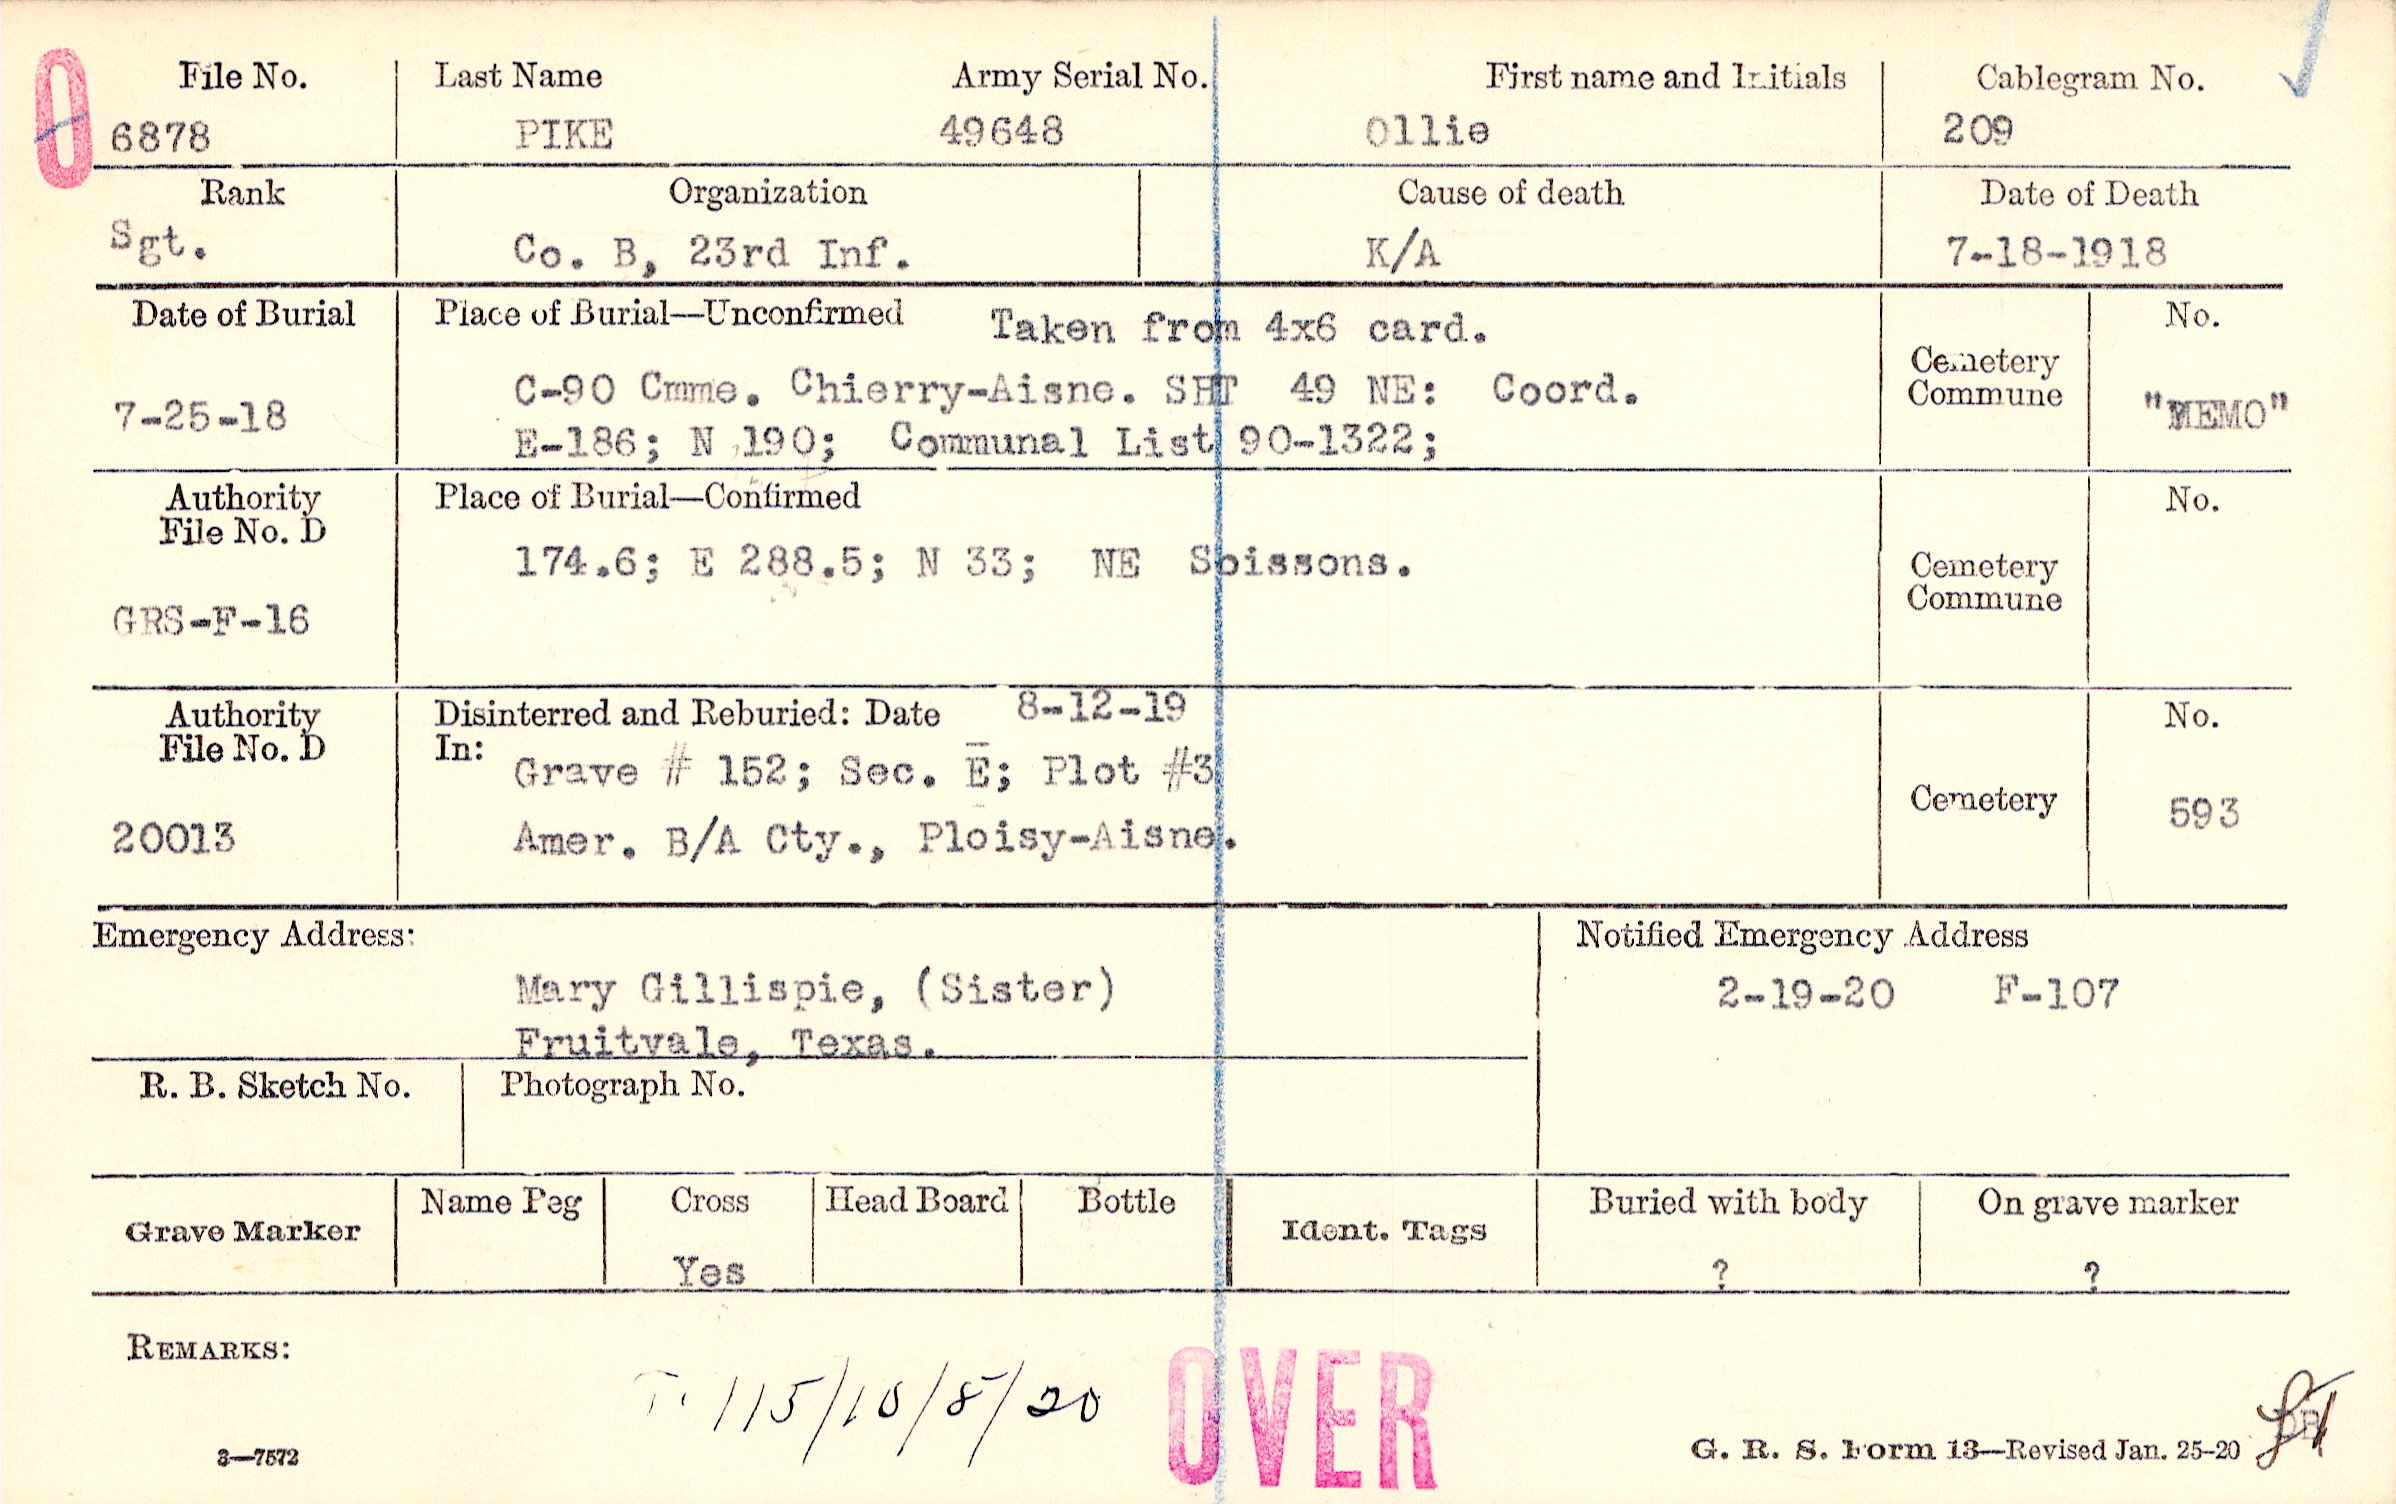 0
File No. Last Name Army Serial No. First name and Initials Cablegram No.
6878 PIKE 49648 Ollie 209
Rank Organization Cause of death Date of Death
Sgt. Co. B, 23rd Inf. K/A 7-18-1918
Date of Burial Place of Burial—Unconfirmed Taken from 4x6 card. No.
Cemetery
Commune
7-25-18 C-90 Cmme. Chierry-Aisne. SHT 49 NE: Coord. "MEMO"
E-186; N 190; Communal List 90-1322;
Authority Place of Burial—Confirmed No.
File No. D
174.6; E 288.5; N 33; NE Soissons. Cemetery
Commune
GRS-F-16
Authority Disinterred and Reburied: Date 8-12-19 No.
File No. D In:
Grave # 152; Sec. E; Plot #3
Cemetery 593
20013 Amer. B/A Cty., Ploisy-Aisne.
Emergency Address: Notified Emergency Address
Mary Gillispie, (Sister) 2-19-20 F-107
Fruitvale, Texas.
R. B. Sketch No. Photograph No.
Grave Marker Name Peg Cross Head Board Bottle Ident. Tags Buried with body On grave marker
Yes ? ?
REMARKS:
115/10/8/20
OVER
3—7572 G. R. S. Form 13—Revised Jan. 25-20